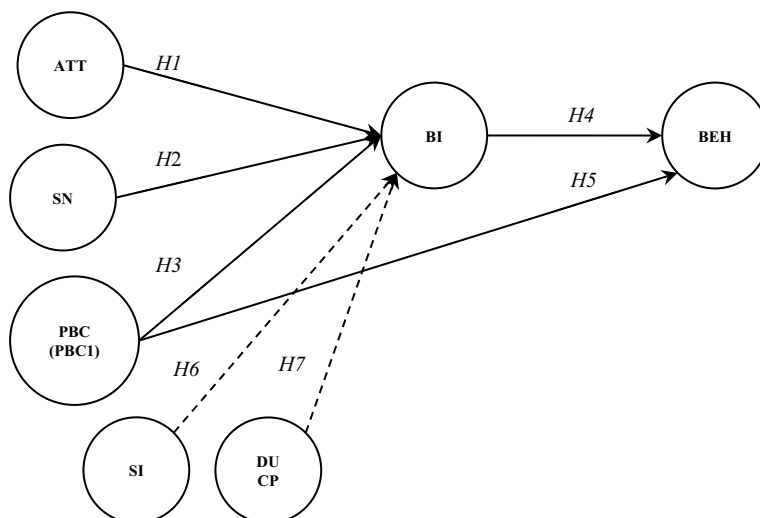 ATT
H1
BI
H4
BEH
H2
SN
H5
H3
PBC
(PBC1)
H6
H7
SI
DU
CP